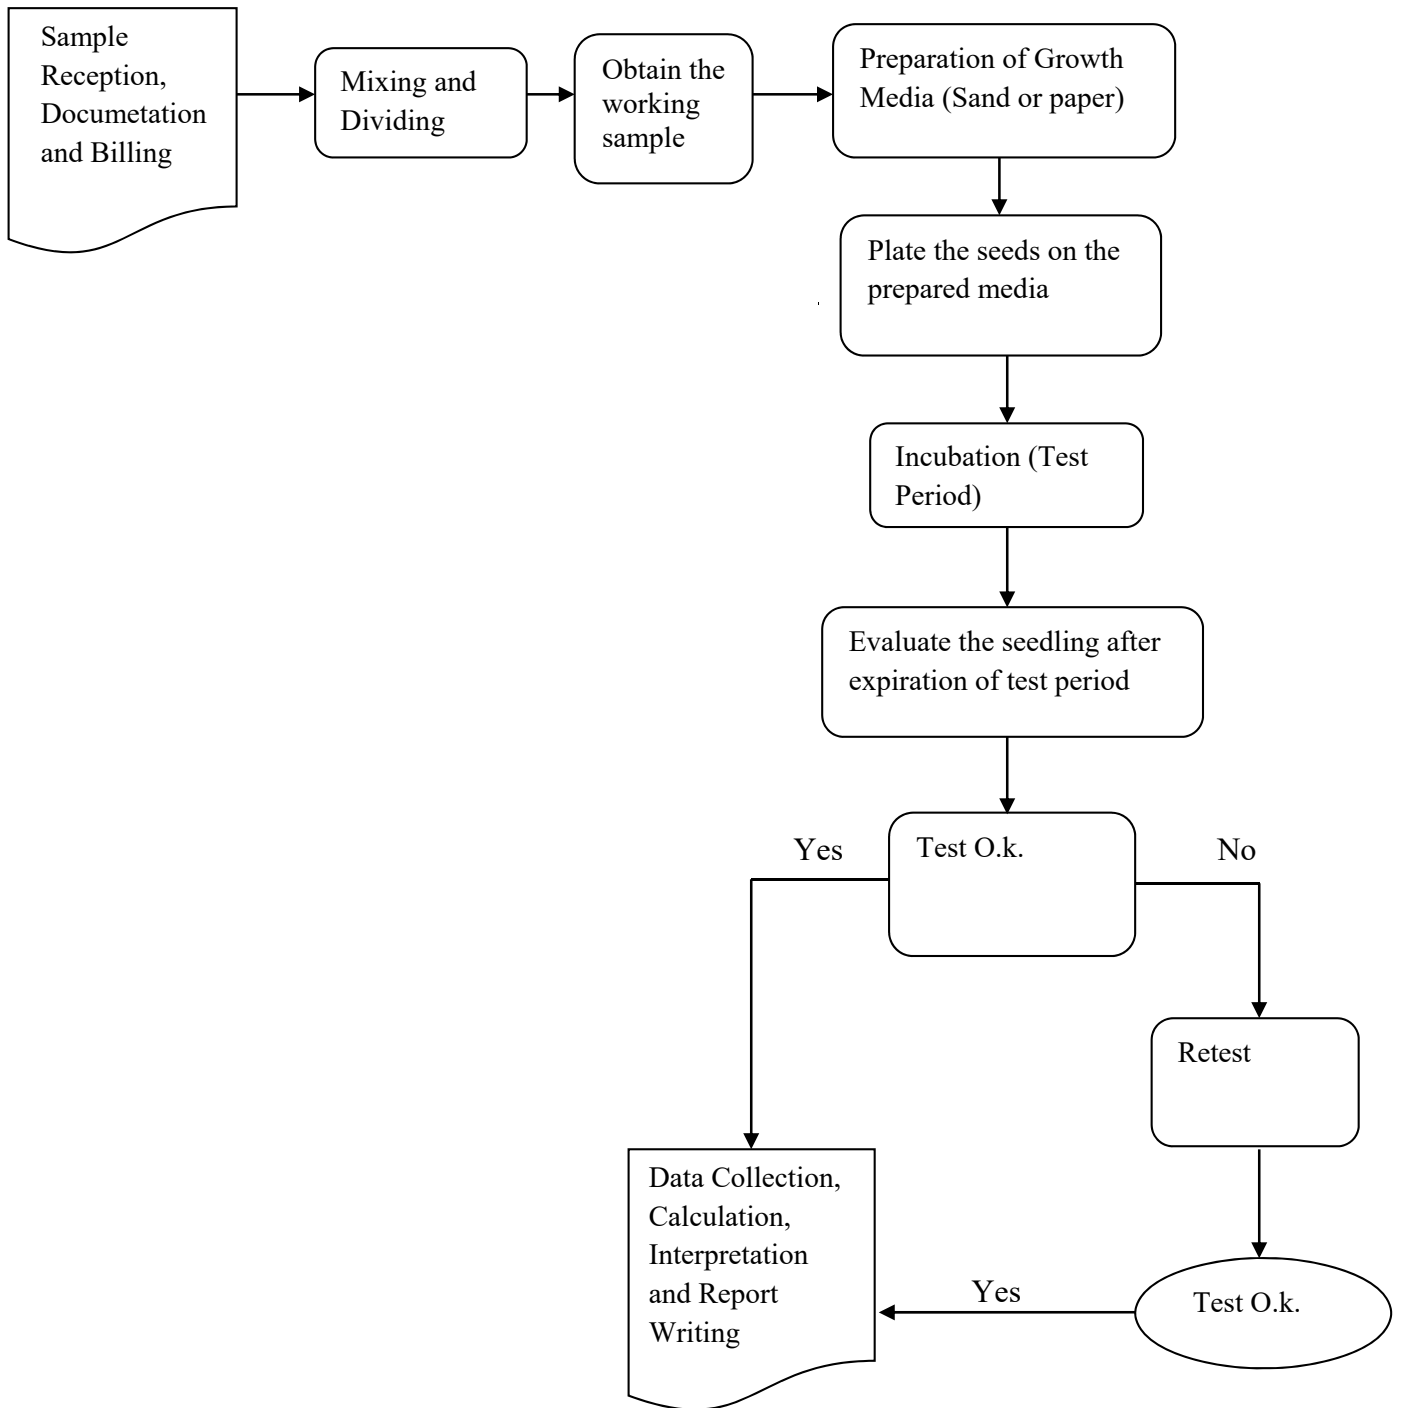 Sample
Reception,
Documetation
and Billing
Mixing and
Dividing
Obtain the
working
sample
Preparation of Growth
Media (Sand or paper)
Plate the seeds on the
prepared media
Incubation (Test
Period)
Evaluate the seedling after
expiration of test period
Test O.k.
Yes
No
Retest
Data Collection,
Calculation,
Interpretation
and Report
Writing
Yes
Test O.k.